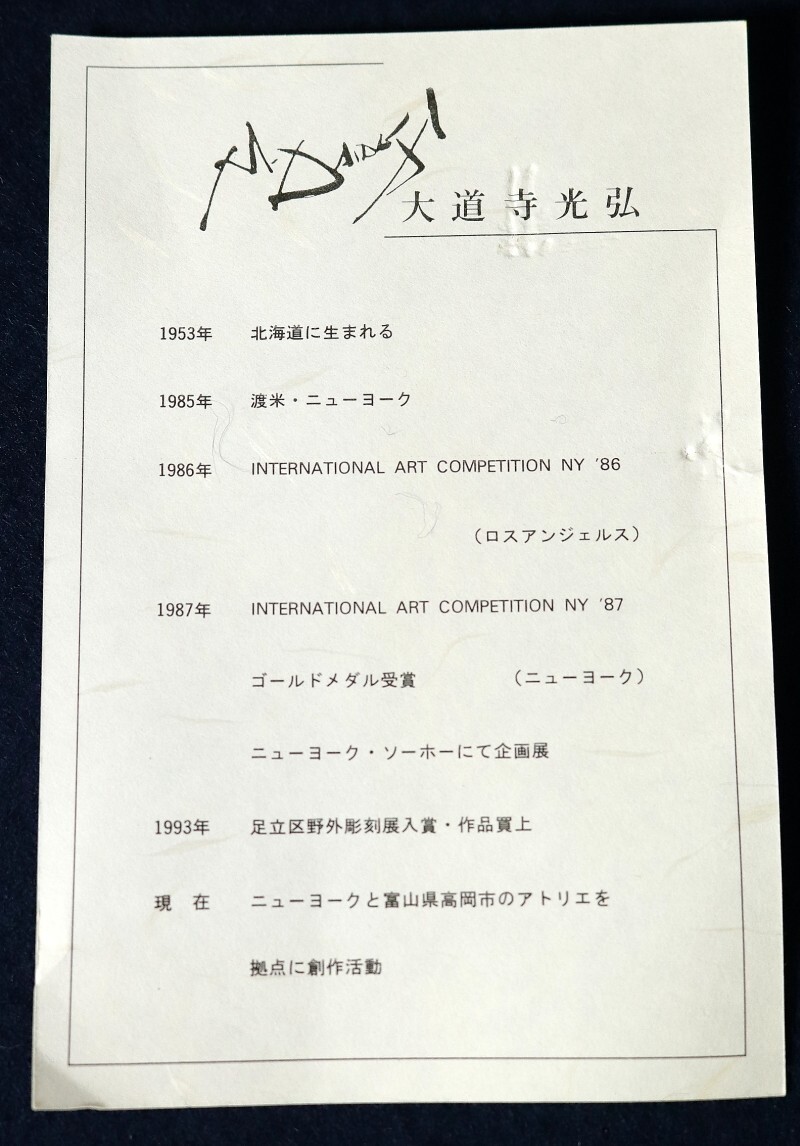 M. DAIDOJI
大道寺光弘
1953年 北海道に生まれる
1985年 渡米・ニューヨーク
1986年 INTERNATIONAL ART COMPETITION NY '86
（ロスアンジェルス）
1987年 INTERNATIONAL ART COMPETITION NY '87
ゴールドメダル受賞 （ニューヨーク）
ニューヨーク・ソーホーにて企画展
1993年 足立区野外彫刻展入賞・作品買上
現 在 ニューヨークと富山県高岡市のアトリエを
拠点に創作活動